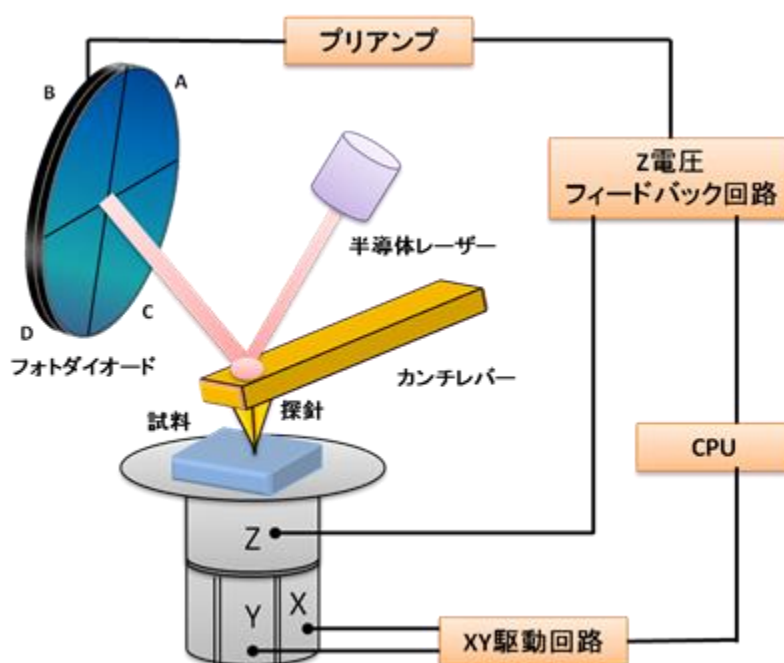 プリアンプ
B
A
Z電圧
フィードバック回路
半導体レーザー
C
D
フォトダイオード
カンチレバー
試料
探針
CPU
Z
Y
X
XY駆動回路